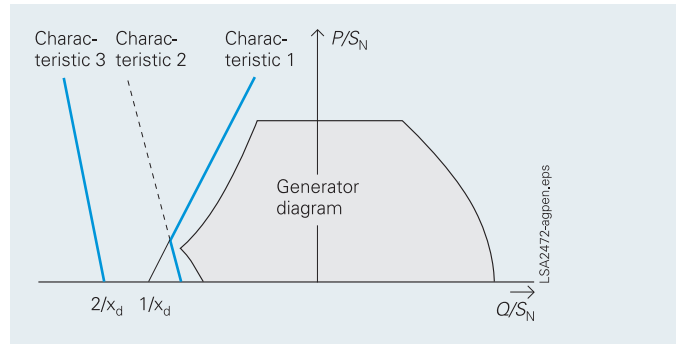 Charac-
teristic 3
Charac-
teristic 2
Charac-
teristic 1
P/SN
Generator
diagram
LSA2472-agpen.eps
2/xd
1/xd
Q/SN